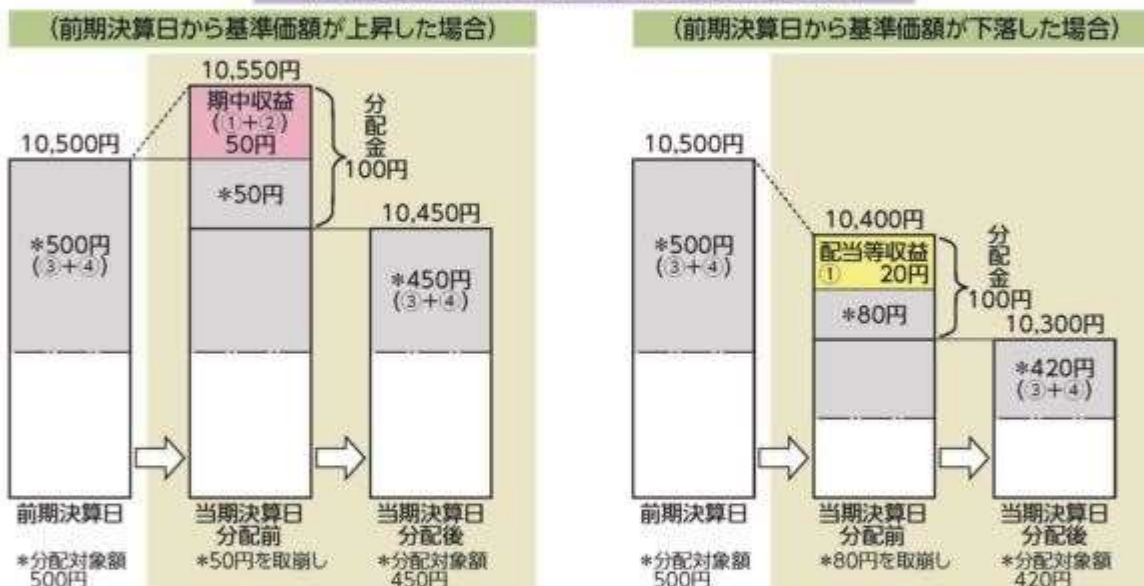 (前期決算日から基準価額が上昇した場合)
10,550円
期中収益
(①+②)
50円
分配金
100円
10,500円
*50円
10,450円
*500円
(③+④)
*450円
(③+④)
前期決算日
当期決算日
分配前
当期決算日
分配後
*分配対象額
500円
*50円を取崩し
*分配対象額
450円
(前期決算日から基準価額が下落した場合)
10,500円
10,400円
*500円
(③+④)
配当等収益
① 20円
分配金
100円
*80円
10,300円
*420円
(③+④)
前期決算日
当期決算日
分配前
当期決算日
分配後
*分配対象額
500円
*80円を取崩し
*分配対象額
420円